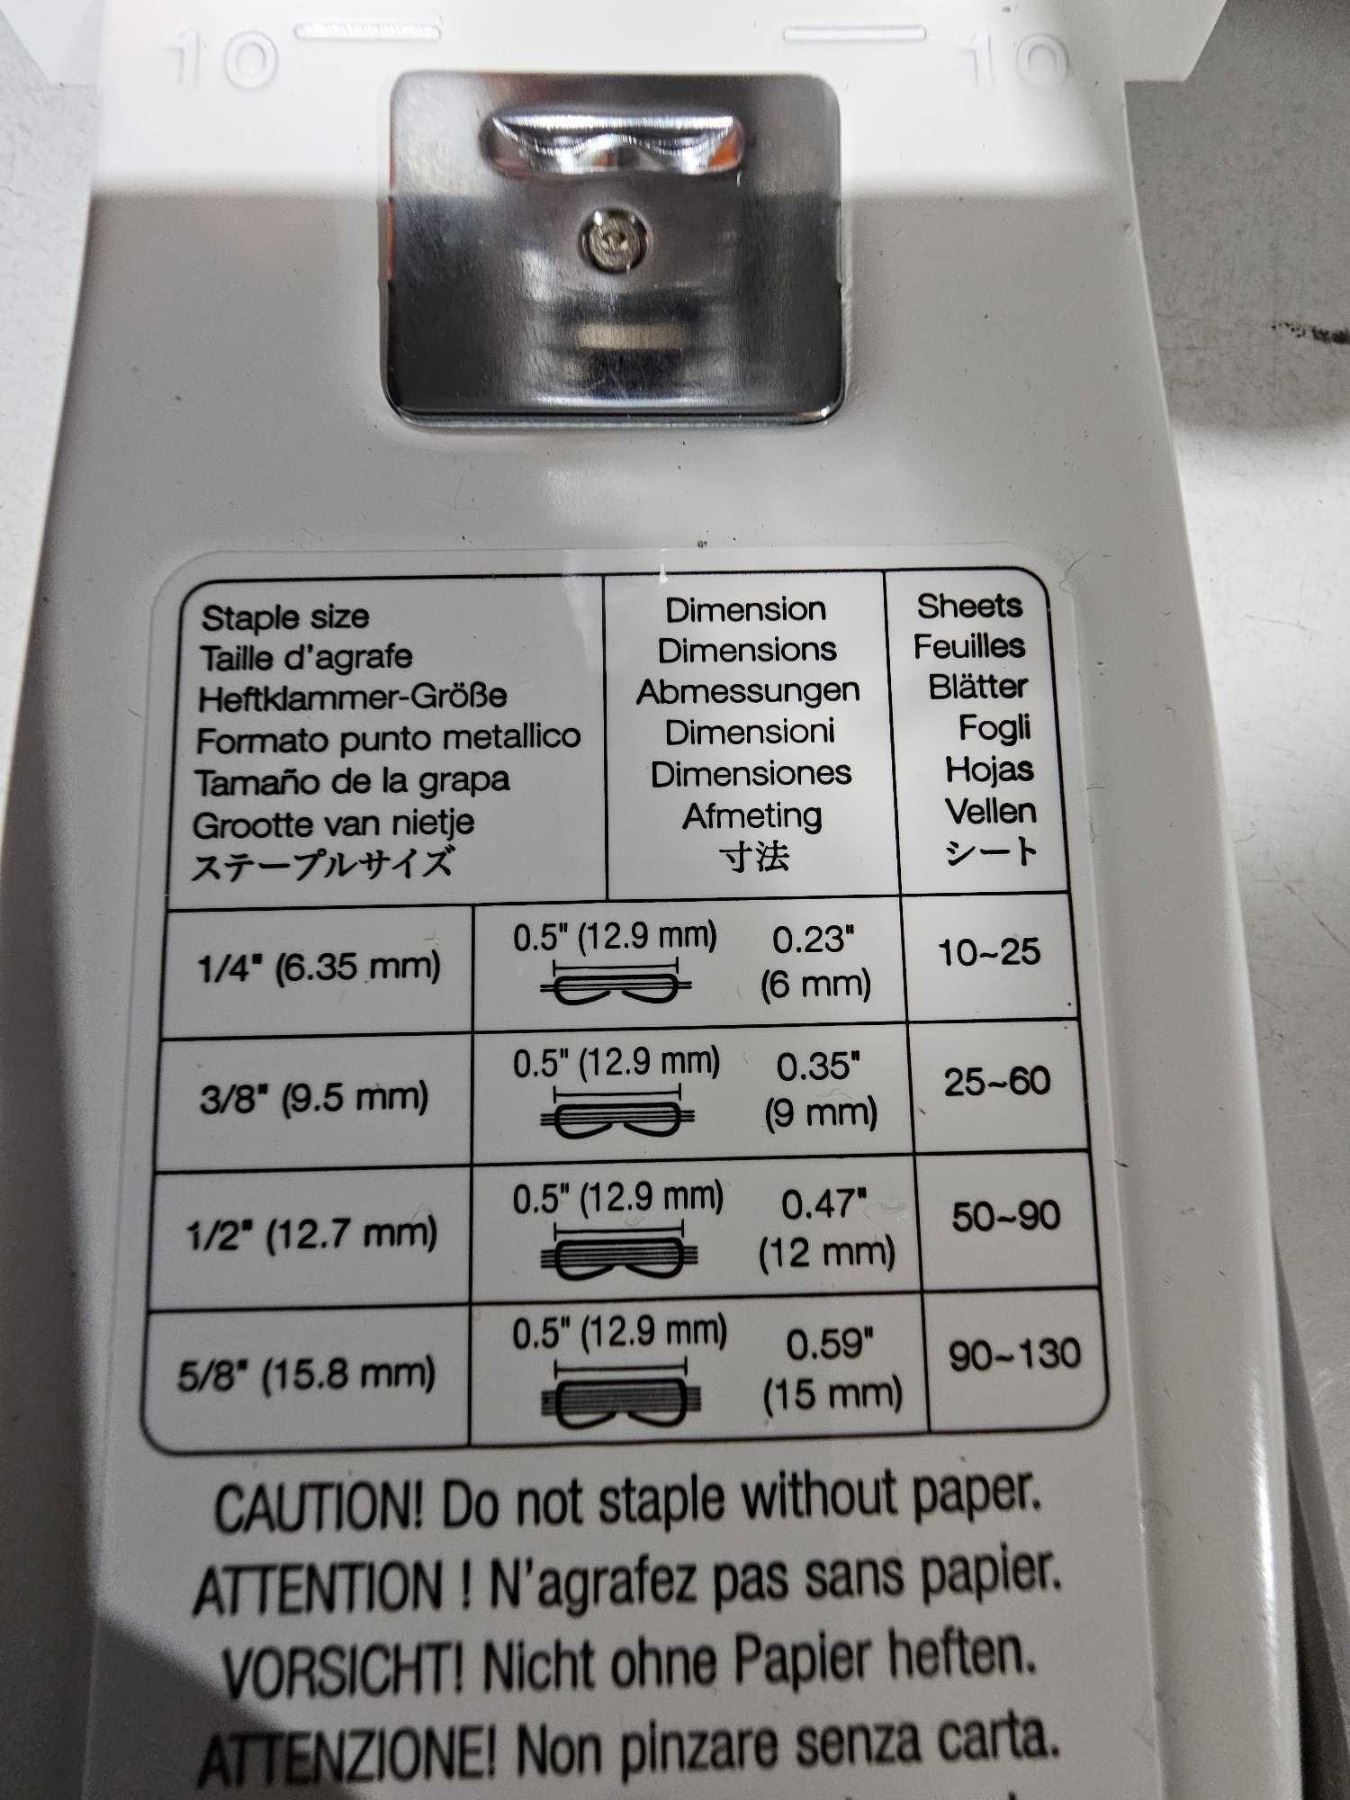 10 10
Staple size Dimension Sheets
Taille d'agrafe Dimensions Feuilles
Heftklammer-Größe Abmessungen Blätter
Formato punto metallico Dimensioni Fogli
Tamaño de la grapa Dimensiones Hojas
Grootte van nietje Afmeting Vellen
ステープルサイズ 寸法 シート
1/4" (6.35 mm) 0.5" (12.9 mm) 0.23" (6 mm) 10~25
3/8" (9.5 mm) 0.5" (12.9 mm) 0.35" (9 mm) 25~60
1/2" (12.7 mm) 0.5" (12.9 mm) 0.47" (12 mm) 50~90
5/8" (15.8 mm) 0.5" (12.9 mm) 0.59" (15 mm) 90~130
CAUTION! Do not staple without paper.
ATTENTION ! N'agrafez pas sans papier.
VORSICHT! Nicht ohne Papier heften.
ATTENZIONE! Non pinzare senza carta.